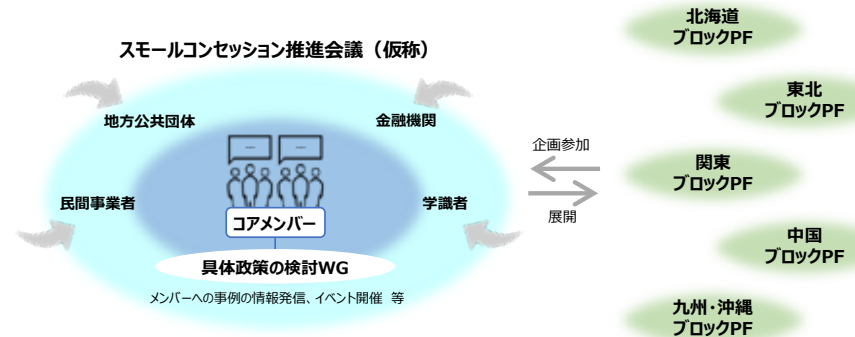 スモールコンセッション推進会議（仮称）
地方公共団体
金融機関
民間事業者
学識者
コアメンバー
具体政策の検討WG
メンバーへの事例の情報発信、イベント開催 等
企画参加
展開
北海道
ブロックPF
東北
ブロックPF
関東
ブロックPF
中国
ブロックPF
九州・沖縄
ブロックPF